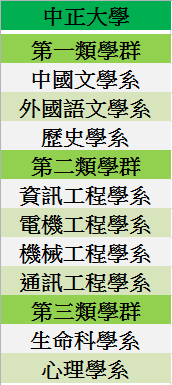 中正大學
第一類學群
中國文學系
外國語文學系
歷史學系
第二類學群
資訊工程學系
電機工程學系
機械工程學系
通訊工程學系
第三類學群
生命科學系
心理學系